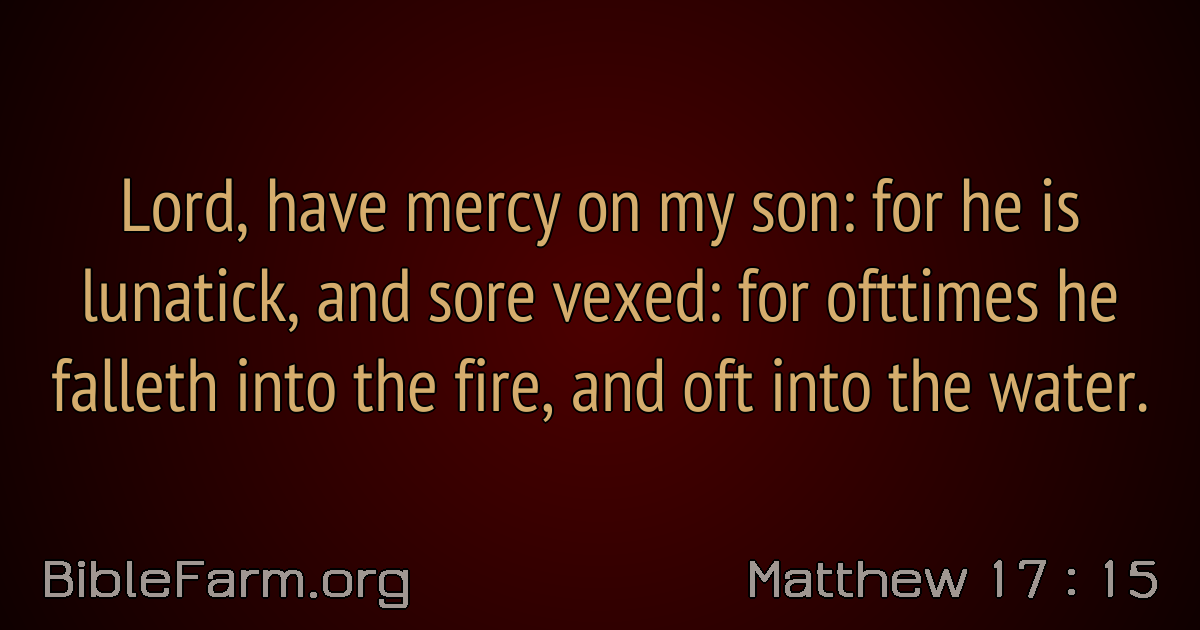 Lord, have mercy on my son: for he is
lunatick, and sore vexed: for ofttimes he
falleth into the fire, and oft into the water.
BibleFarm.org
Matthew 17 : 15